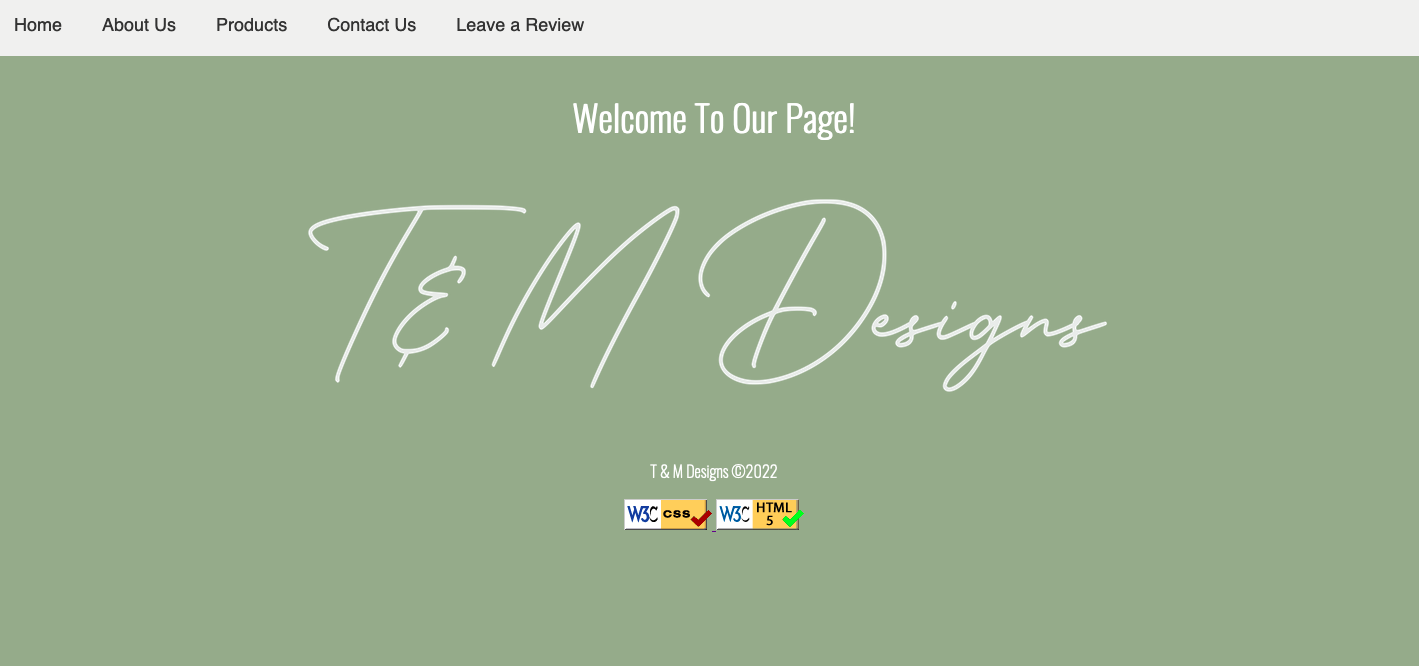 Home About Us Products Contact Us Leave a Review
Welcome To Our Page!
T & M Designs
T & M Designs ©2022
W3C css W3C HTML 5